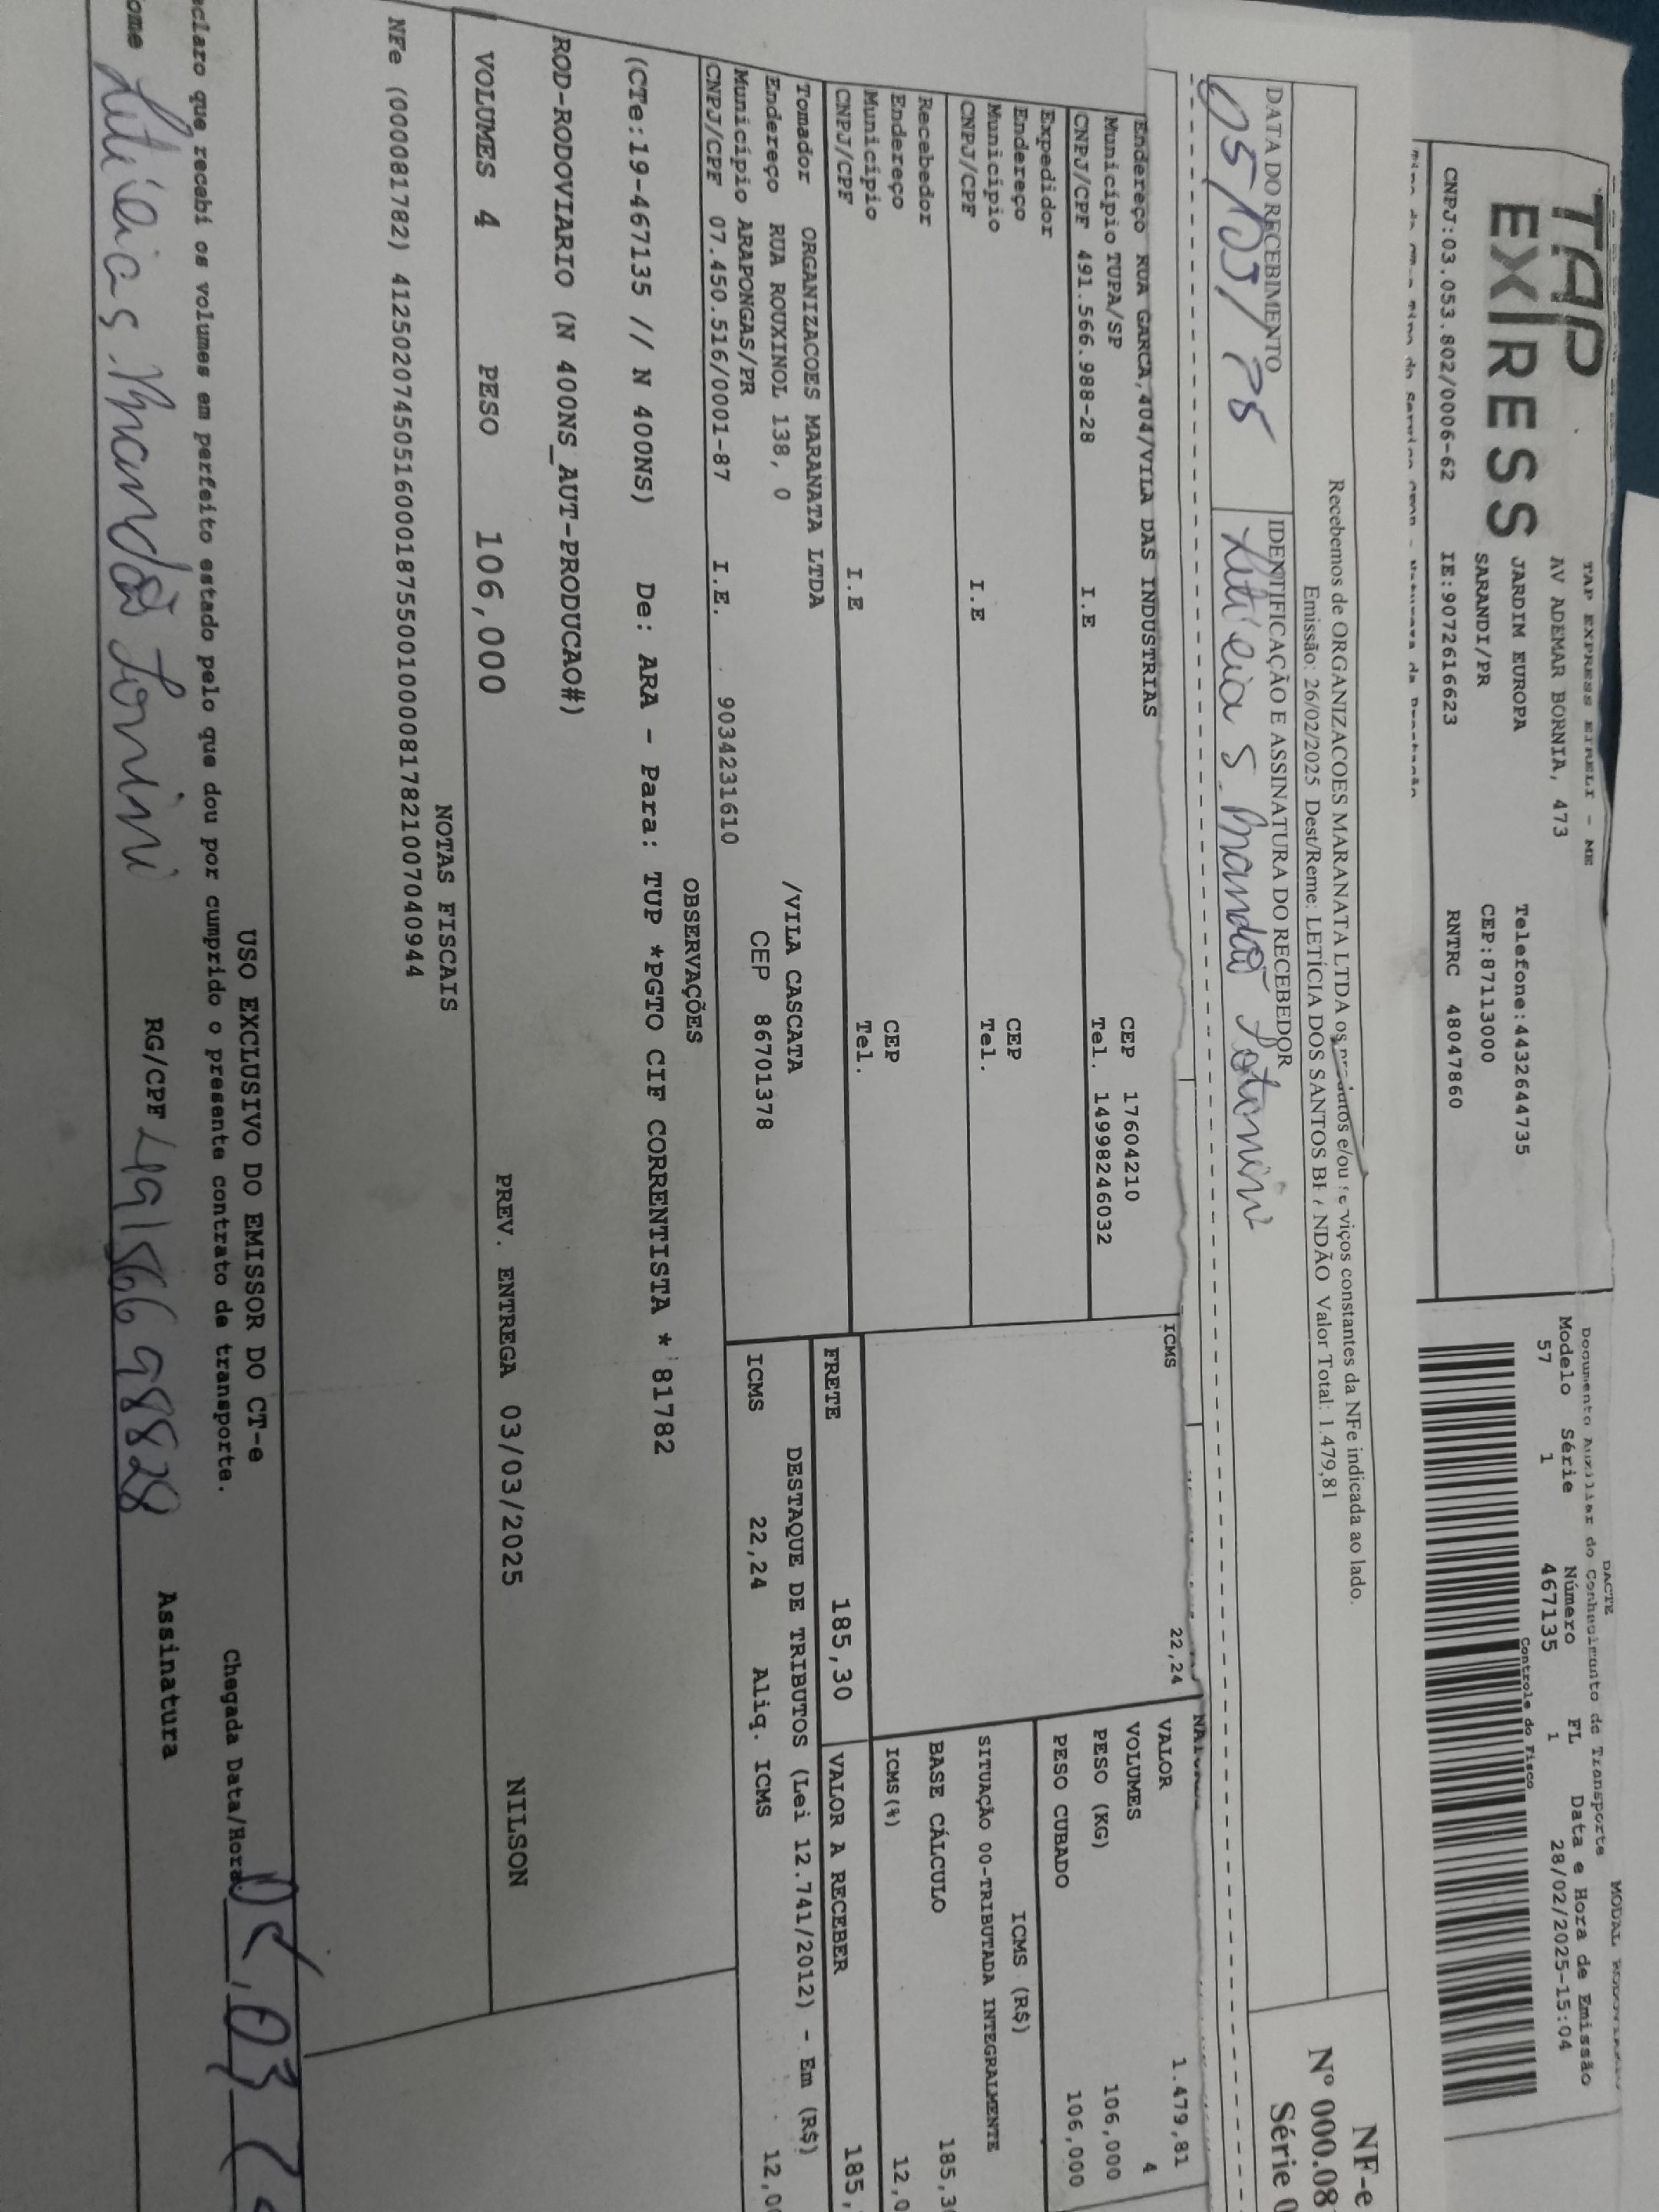 TAP
EXPRESS
TAP EXPRESS EIRELI - ME
AV ADEMAR BORNIA, 473
JARDIM EUROPA Telefone:4432644735
SARANDI/PR CEP:87113000
CNPJ:03.053.802/0006-62 IE:9072616623 RNTRC 48047860
DACTE
Documento Auxiliar do Conhecimento de Transporte
Modelo Série Número FL Data e Hora de Emissão
57 1 467135 1 28/02/2025-15:04
Controle do Fisco
MODAL
Recebemos de ORGANIZACOES MARANATA LTDA os produtos e/ou serviços constantes da NFe indicada ao lado.
Emissão: 26/02/2025 Dest/Reme: LETÍCIA DOS SANTOS BRANDÃO Valor Total: 1.479,81
DATA DO RECEBIMENTO IDENTIFICAÇÃO E ASSINATURA DO RECEBEDOR
05/03/25 Letícia S. Brandão
NF-e
Nº 000.08
Série 0
Endereço RUA GARCA,404/VILA DAS INDUSTRIAS
Município TUPA/SP CEP 17604210
CNPJ/CPF 491.566.988-28 I.E Tel. 14998246032
Expedidor
Endereço
Município CEP
CNPJ/CPF I.E Tel.
Recebedor
Endereço
Município CEP
CNPJ/CPF I.E Tel.
ICMS 22,24
VALOR 1.479,81
VOLUMES 4
PESO (KG) 106,000
PESO CUBADO 106,000
ICMS (R$)
SITUAÇÃO 00-TRIBUTADA INTEGRALMENTE
BASE CÁLCULO 185,3
ICMS(%) 12,0
Tomador ORGANIZACOES MARANATA LTDA
Endereço RUA ROUXINOL 138, 0 /VILA CASCATA
Município ARAPONGAS/PR CEP 86701378
CNPJ/CPF 07.450.516/0001-87 I.E. 9034231610
FRETE 185,30 VALOR A RECEBER 185,
DESTAQUE DE TRIBUTOS (Lei 12.741/2012) - Em (R$)
ICMS 22,24 Aliq. ICMS 12,00
OBSERVAÇÕES
(CTe:19-467135 // N 400NS) De: ARA - Para: TUP *PGTO CIF CORRENTISTA * 81782
ROD-RODOVIARIO (N 400NS_AUT-PRODUCAO#)
VOLUMES 4 PESO 106,000 PREV. ENTREGA 03/03/2025 NILSON
NOTAS FISCAIS
NFe (000081782) 41250207450516000187550010000817821007040944
USO EXCLUSIVO DO EMISSOR DO CT-e
eclaro que recebi os volumes em perfeito estado pelo que dou por cumprido o presente contrato de transporte. Chegada Data/Hora 05/03/
ome Letícia S. Brandão RG/CPF 49156698828 Assinatura